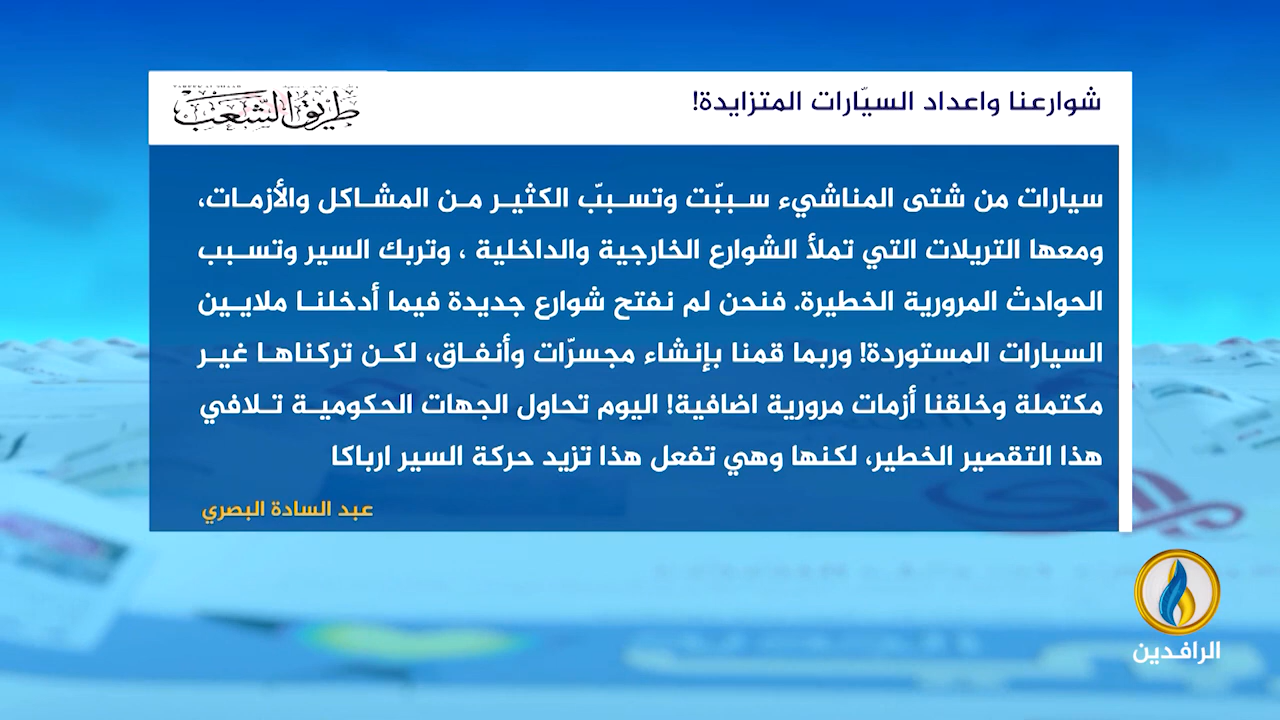 شوارعنا واعداد السيّارات المتزايدة!
طريق الشعب
سيارات من شتى المناشيء سببّت وتسببّ الكثير من المشاكل والأزمات،
ومعها التريلات التي تملأ الشوارع الخارجية والداخلية ، وتربك السير وتسبب
الحوادث المرورية الخطيرة. فنحن لم نفتح شوارع جديدة فيما أدخلنا ملايين
السيارات المستوردة! وربما قمنا بإنشاء مجسرّات وأنفاق، لكن تركناها غير
مكتملة وخلقنا أزمات مرورية اضافية! اليوم تحاول الجهات الحكومية تلافي
هذا التقصير الخطير، لكنها وهي تفعل هذا تزيد حركة السير ارباكا
عبد السادة البصري
الرافدين